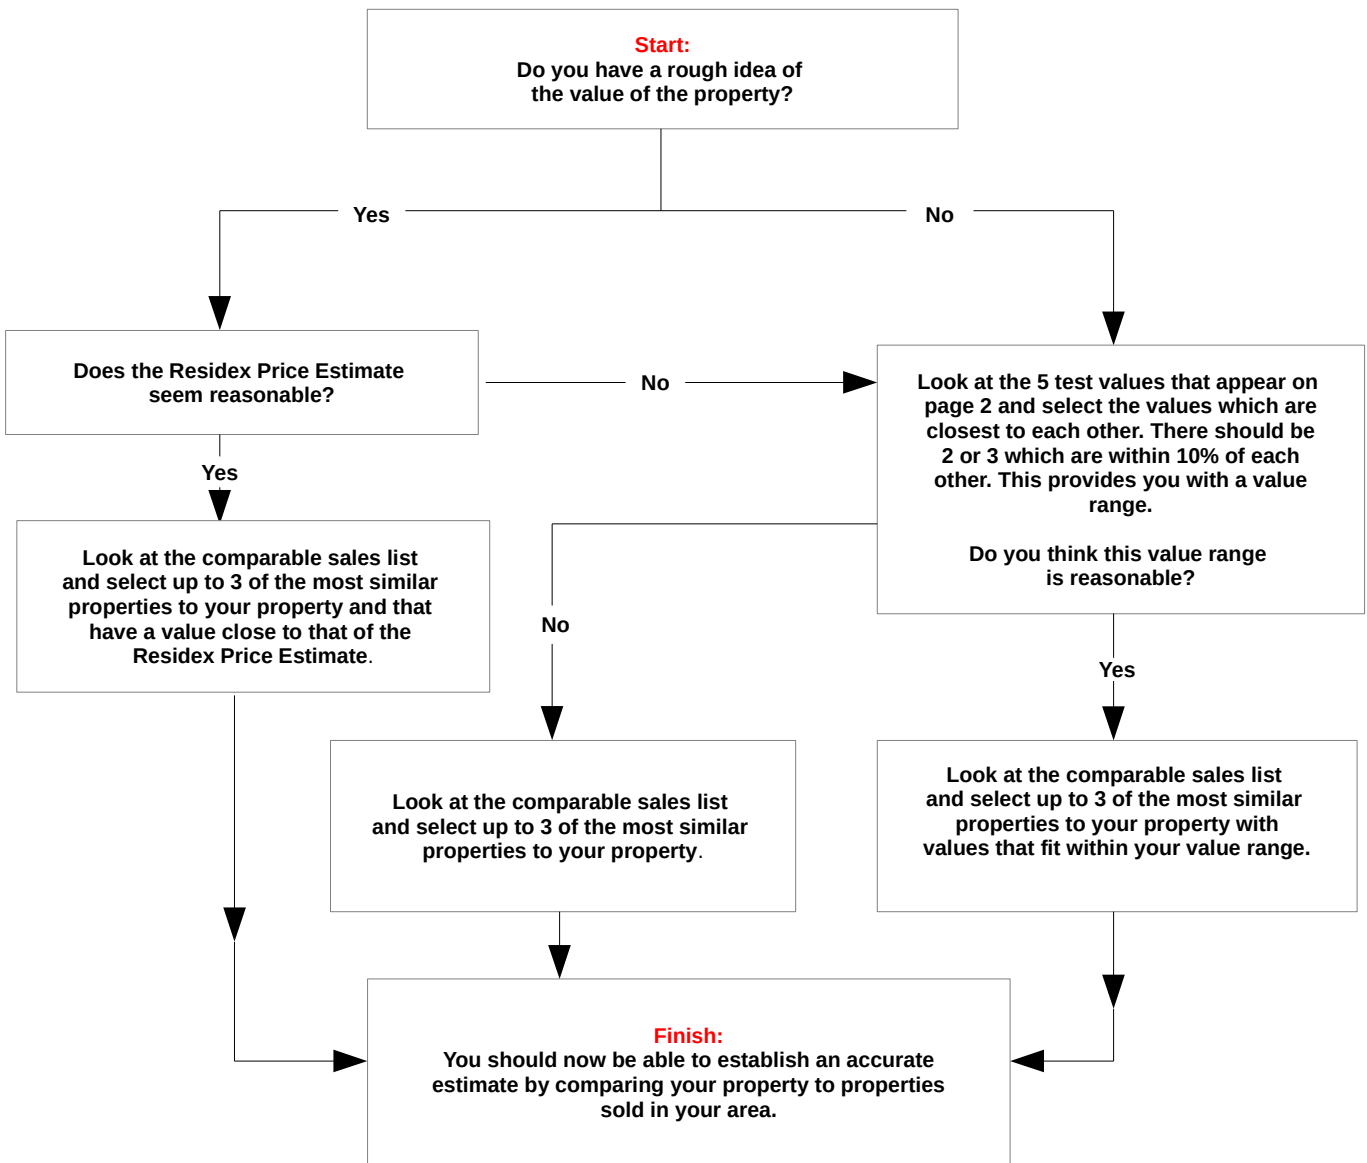 Start:
Do you have a rough idea of
the value of the property?
Yes
No
Does the Residex Price Estimate
seem reasonable?
No
Look at the 5 test values that appear on
page 2 and select the values which are
closest to each other. There should be
2 or 3 which are within 10% of each
other. This provides you with a value
range.
Do you think this value range
is reasonable?
Yes
Look at the comparable sales list
and select up to 3 of the most similar
properties to your property and that
have a value close to that of the
Residex Price Estimate.
No
Yes
Look at the comparable sales list
and select up to 3 of the most similar
properties to your property.
Look at the comparable sales list
and select up to 3 of the most similar
properties to your property with
values that fit within your value range.
Finish:
You should now be able to establish an accurate
estimate by comparing your property to properties
sold in your area.